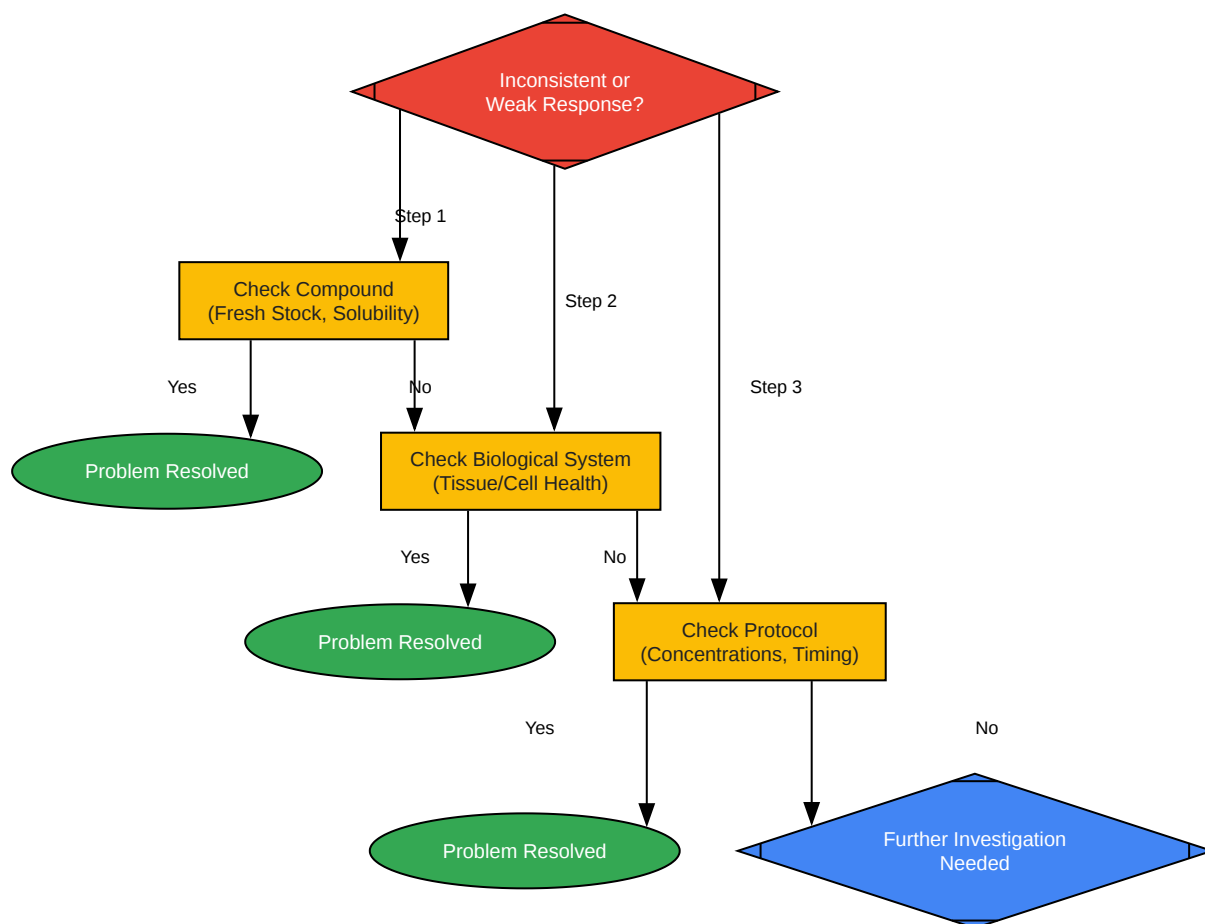 Inconsistent or
Weak Response?
Step 1
Check Compound
(Fresh Stock, Solubility)
Step 2
Yes
No
Step 3
Problem Resolved
Check Biological System
(Tissue/Cell Health)
Yes
No
Problem Resolved
Check Protocol
(Concentrations, Timing)
Yes
No
Problem Resolved
Further Investigation
Needed